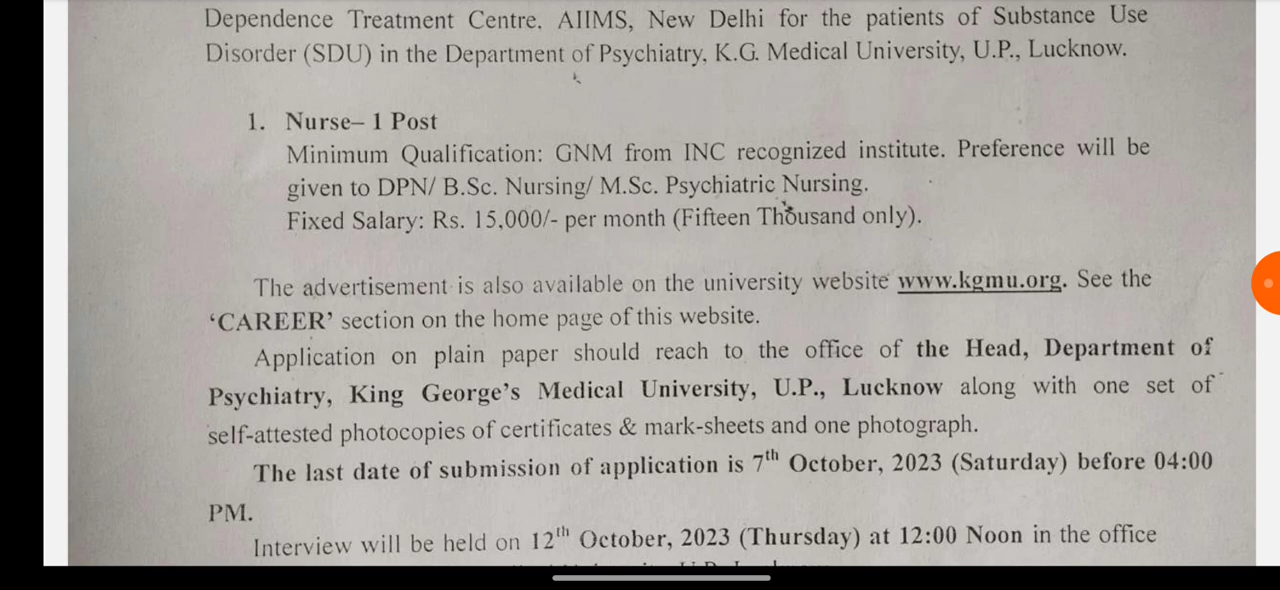 Dependence Treatment Centre. AIIMS, New Delhi for the patients of Substance Use
Disorder (SDU) in the Department of Psychiatry, K.G. Medical University, U.P., Lucknow.
1. Nurse– 1 Post
Minimum Qualification: GNM from INC recognized institute. Preference will be
given to DPN/ B.Sc. Nursing/ M.Sc. Psychiatric Nursing.
Fixed Salary: Rs. 15,000/- per month (Fifteen Thousand only).
The advertisement is also available on the university website www.kgmu.org. See the
‘CAREER’ section on the home page of this website.
Application on plain paper should reach to the office of the Head, Department of
Psychiatry, King George’s Medical University, U.P., Lucknow along with one set of
self-attested photocopies of certificates & mark-sheets and one photograph.
The last date of submission of application is 7th October, 2023 (Saturday) before 04:00
PM.
Interview will be held on 12th October, 2023 (Thursday) at 12:00 Noon in the office